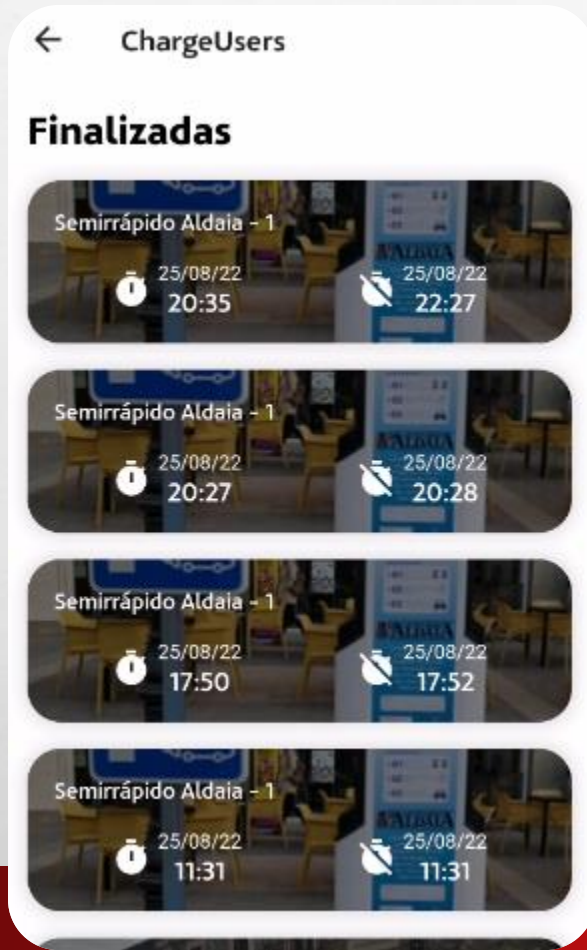 ChargeUsers
Finalizadas
Semirrápido Aldaia - 1
25/08/22
20:35
25/08/22
22:27
Semirrápido Aldaia - 1
25/08/22
20:27
25/08/22
20:28
Semirrápido Aldaia - 1
25/08/22
17:50
25/08/22
17:52
Semirrápido Aldaia - 1
25/08/22
11:31
25/08/22
11:31